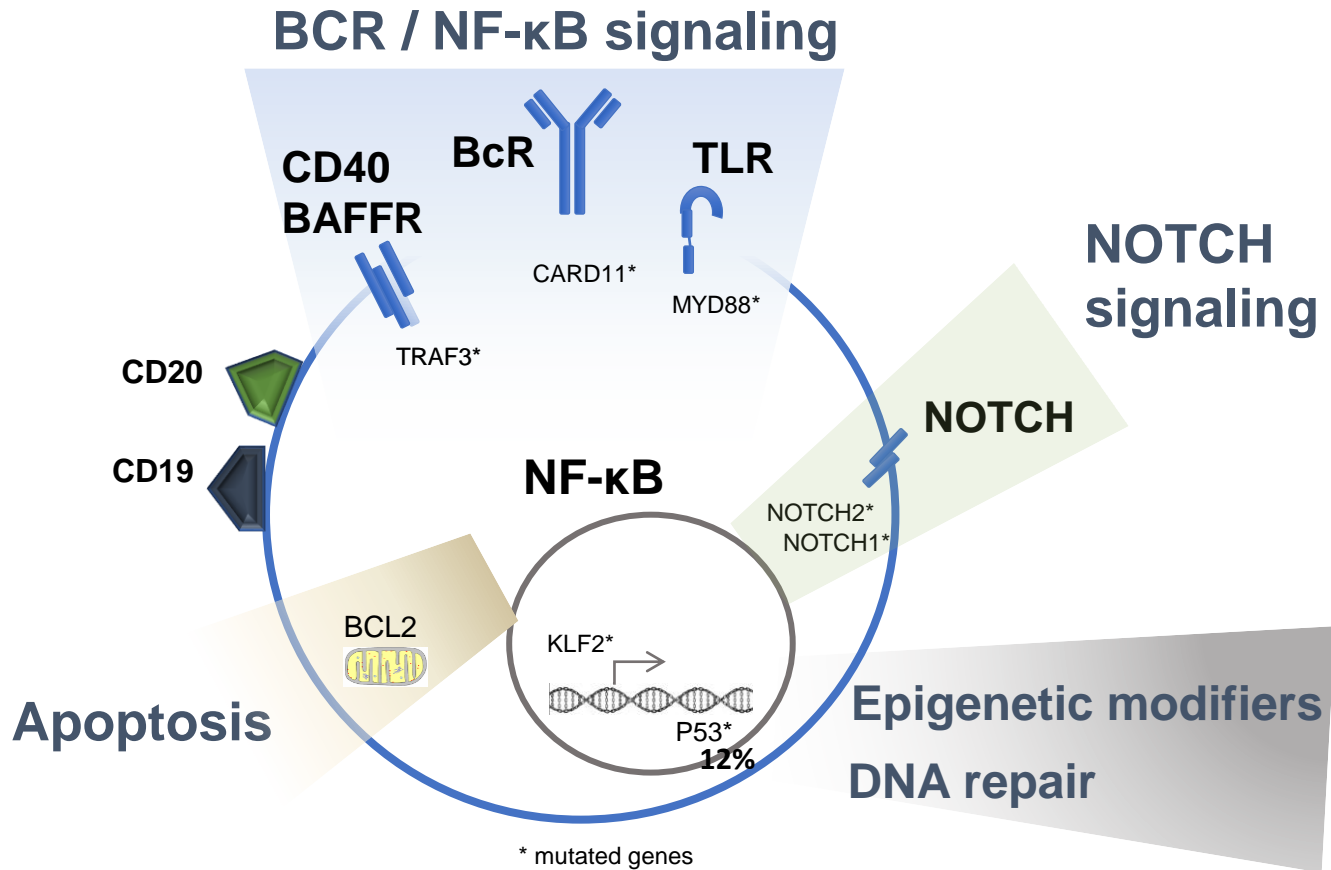 BCR / NF-κB signaling
BcR
TLR
CD40
BAFFR
CARD11*
MYD88*
TRAF3*
NOTCH
signaling
CD20
CD19
NOTCH
NF-κB
NOTCH2*
NOTCH1*
BCL2
KLF2*
P53*
12%
Apoptosis
Epigenetic modifiers
DNA repair
* mutated genes